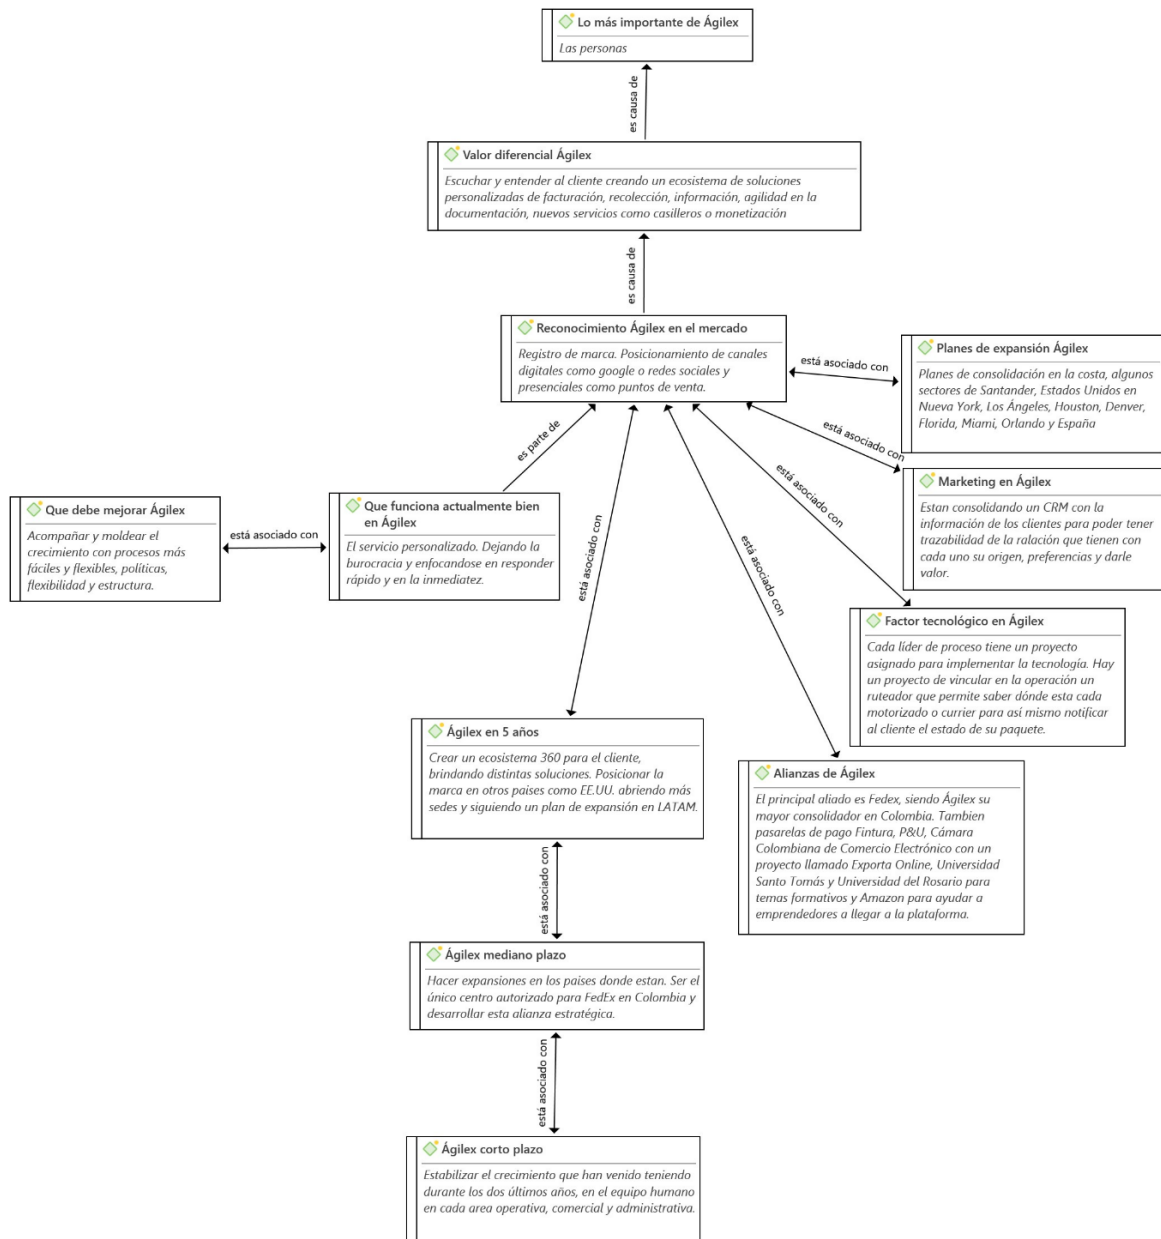 Lo más importante de Ágilex
Las personas
es causa de
Valor diferencial Ágilex
Escuchar y entender al cliente creando un ecosistema de soluciones
personalizadas de facturación, recolección, información, agilidad en la
documentación, nuevos servicios como casilleros o monetización
es causa de
Reconocimiento Ágilex en el mercado
Registro de marca. Posicionamiento de canales
digitales como google o redes sociales y
presenciales como puntos de venta.
está asociado con
Planes de expansión Ágilex
Planes de consolidación en la costa, algunos
sectores de Santander, Estados Unidos en
Nueva York, Los Ángeles, Houston, Denver,
Florida, Miami, Orlando y España
está asociado con
Marketing en Ágilex
Estan consolidando un CRM con la
información de los clientes para poder tener
trazabilidad de la ralación que tienen con
cada uno su origen, preferencias y darle
valor.
es parte de
Que debe mejorar Ágilex
Acompañar y moldear el
crecimiento con procesos más
fáciles y flexibles, políticas,
flexibilidad y estructura.
está asociado con
Que funciona actualmente bien
en Ágilex
El servicio personalizado. Dejando la
burocracia y enfocandose en responder
rápido y en la inmediatez.
está asociado con
está asociado con
está asociado con
Factor tecnológico en Ágilex
Cada líder de proceso tiene un proyecto
asignado para implementar la tecnología. Hay
un proyecto de vincular en la operación un
ruteador que permite saber dónde esta cada
motorizado o currier para así mismo notificar
al cliente el estado de su paquete.
Ágilex en 5 años
Crear un ecosistema 360 para el cliente,
brindando distintas soluciones. Posicionar la
marca en otros paises como EE.UU. abriendo más
sedes y siguiendo un plan de expansión en LATAM.
Alianzas de Ágilex
El principal aliado es Fedex, siendo Ágilex su
mayor consolidador en Colombia. Tambien
pasarelas de pago Fintura, P&U, Cámara
Colombiana de Comercio Electrónico con un
proyecto llamado Exporta Online, Universidad
Santo Tomás y Universidad del Rosario para
temas formativos y Amazon para ayudar a
emprendedores a llegar a la plataforma.
está asociado con
Ágilex mediano plazo
Hacer expansiones en los paises donde estan. Ser el
único centro autorizado para FedEx en Colombia y
desarrollar esta alianza estratégica.
está asociado con
Ágilex corto plazo
Estabilizar el crecimiento que han venido teniendo
durante los dos últimos años, en el equipo humano
en cada area operativa, comercial y administrativa.